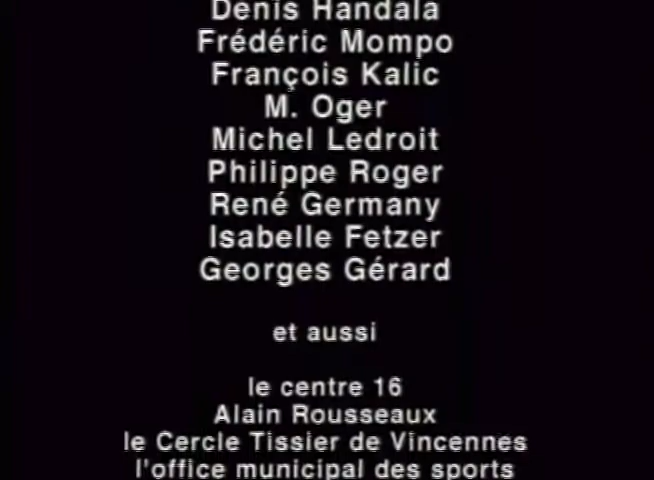 Denis Handala
Frédéric Mompo
François Kalic
M. Oger
Michel Ledroit
Philippe Roger
René Germany
Isabelle Fetzer
Georges Gérard
et aussi
le centre 16
Alain Rousseaux
le Cercle Tissier de Vincennes
l'office municipal des sports